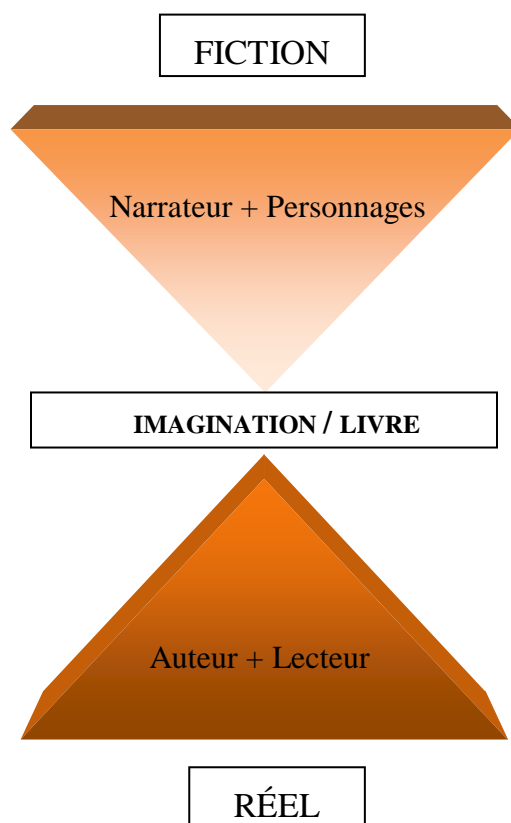 FICTION
Narrateur + Personnages
IMAGINATION / LIVRE
Auteur + Lecteur
RÉEL